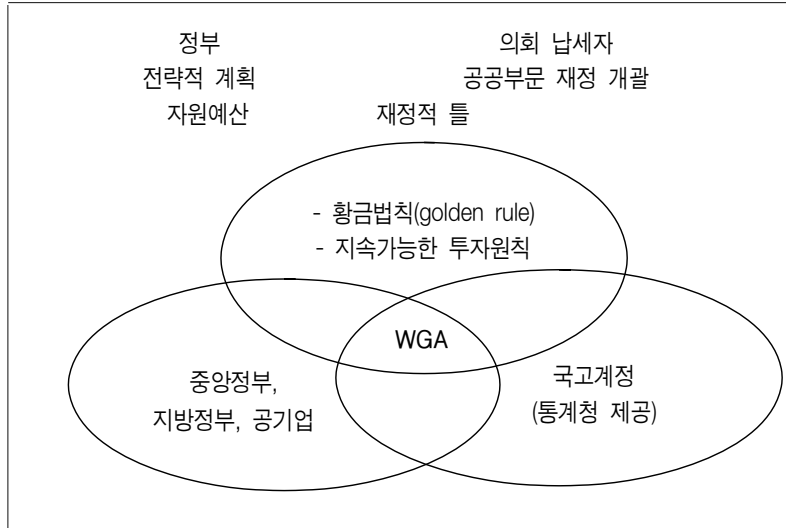 정부
전략적 계획
자원예산
의회 납세자
공공부문 재정 개괄
재정적 틀
- 황금법칙(golden rule)
- 지속가능한 투자원칙
WGA
중앙정부,
지방정부, 공기업
국고계정
(통계청 제공)